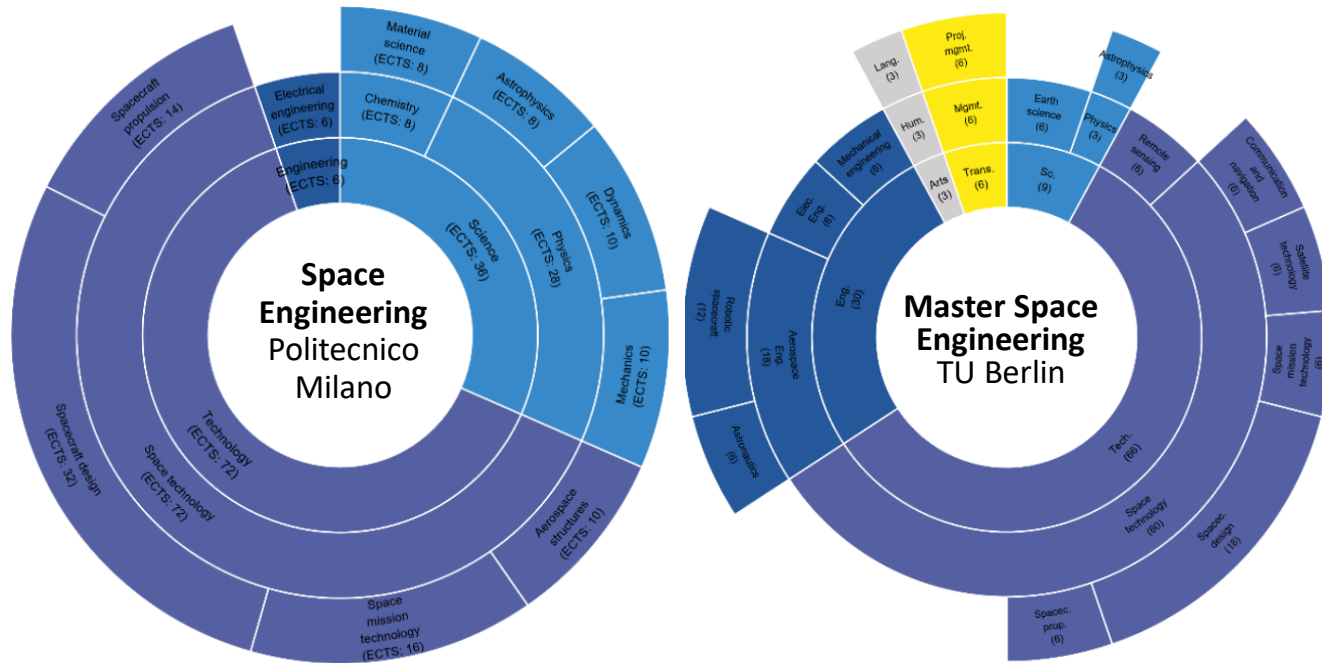 Material
science
(ECTS: 8)
Astrophysics
(ECTS: 8)
Dynamics
(ECTS: 10)
Mechanics
(ECTS: 10)
Aerospace
structures
(ECTS: 10)
Space
mission
technology
(ECTS: 16)
Spacecraft design
(ECTS: 32)
Spacecraft
propulsion
(ECTS: 14)
Electrical
engineering
(ECTS: 6)
Chemistry
(ECTS: 8)
Physics
(ECTS: 28)
Space technology
(ECTS: 72)
Engineering
(ECTS: 6)
Science
(ECTS: 36)
Technology
(ECTS: 72)
Space
Engineering
Politecnico
Milano
Lang.
(3)
Proj.
mgmt.
(6)
Astrophysics
(3)
Hum.
(3)
Mgmt.
(6)
Earth
science
(6)
Physics
(3)
Remote
sensing
(6)
Communication
and
navigation
(6)
Satellite
technology
(6)
Space
mission
technology
(6)
Spacec.
design
(18)
Spacec.
prop.
(6)
Space
technology
(60)
Tech.
(66)
Arts
(3)
Trans.
(6)
Sc.
(9)
Mechanical
engineering
(6)
Elec.
Eng.
(6)
Eng.
(30)
Aerospace
Eng.
(18)
Robotic
spacecraft
(12)
Astronautics
(6)
Master Space
Engineering
TU Berlin